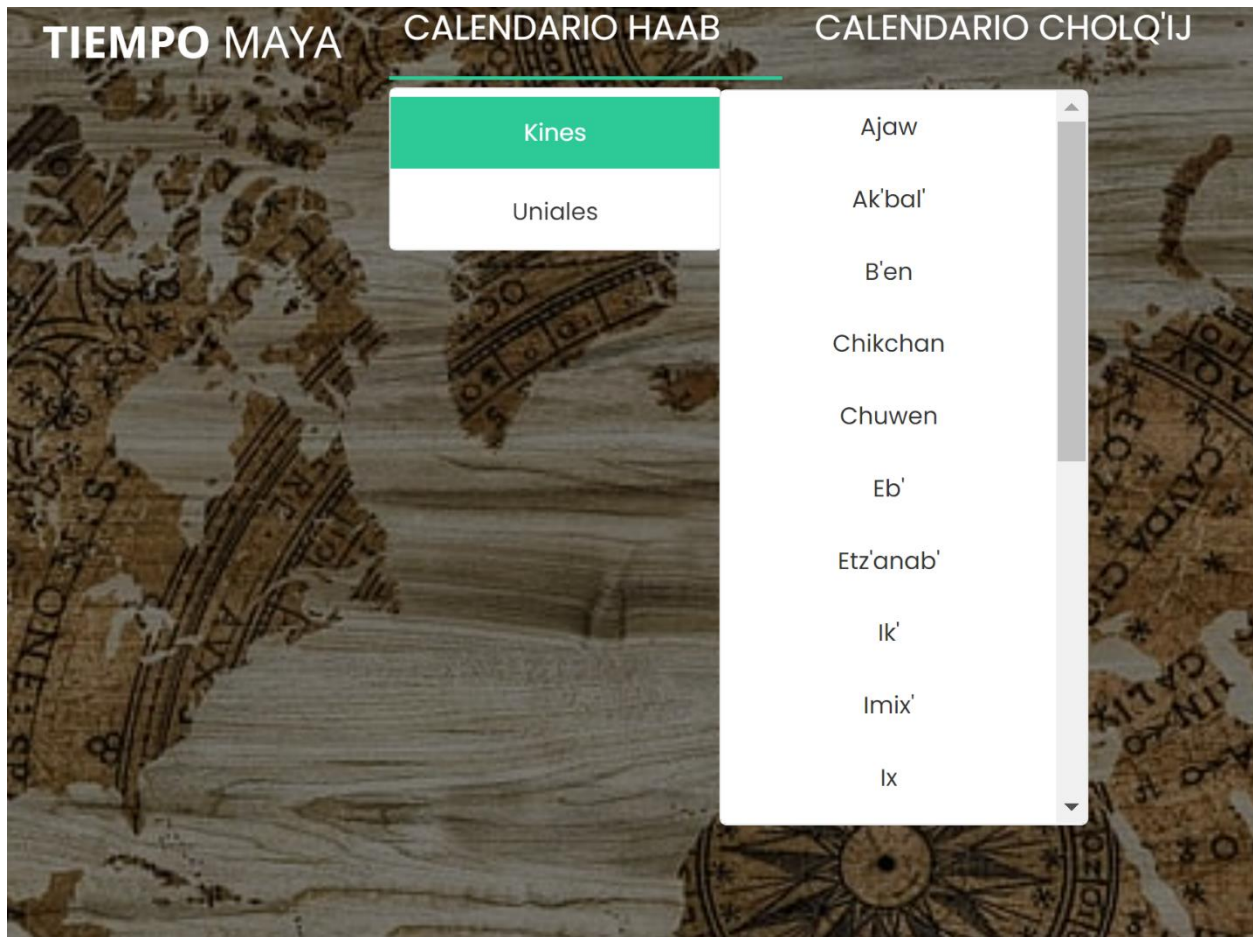 TIEMPO MAYA
CALENDARIO HAAB
CALENDARIO CHOLQ'IJ
Kines
Uniales
Ajaw
Ak'bal'
B'en
Chikchan
Chuwen
Eb'
Etz'anab'
Ik'
Imix'
Ix